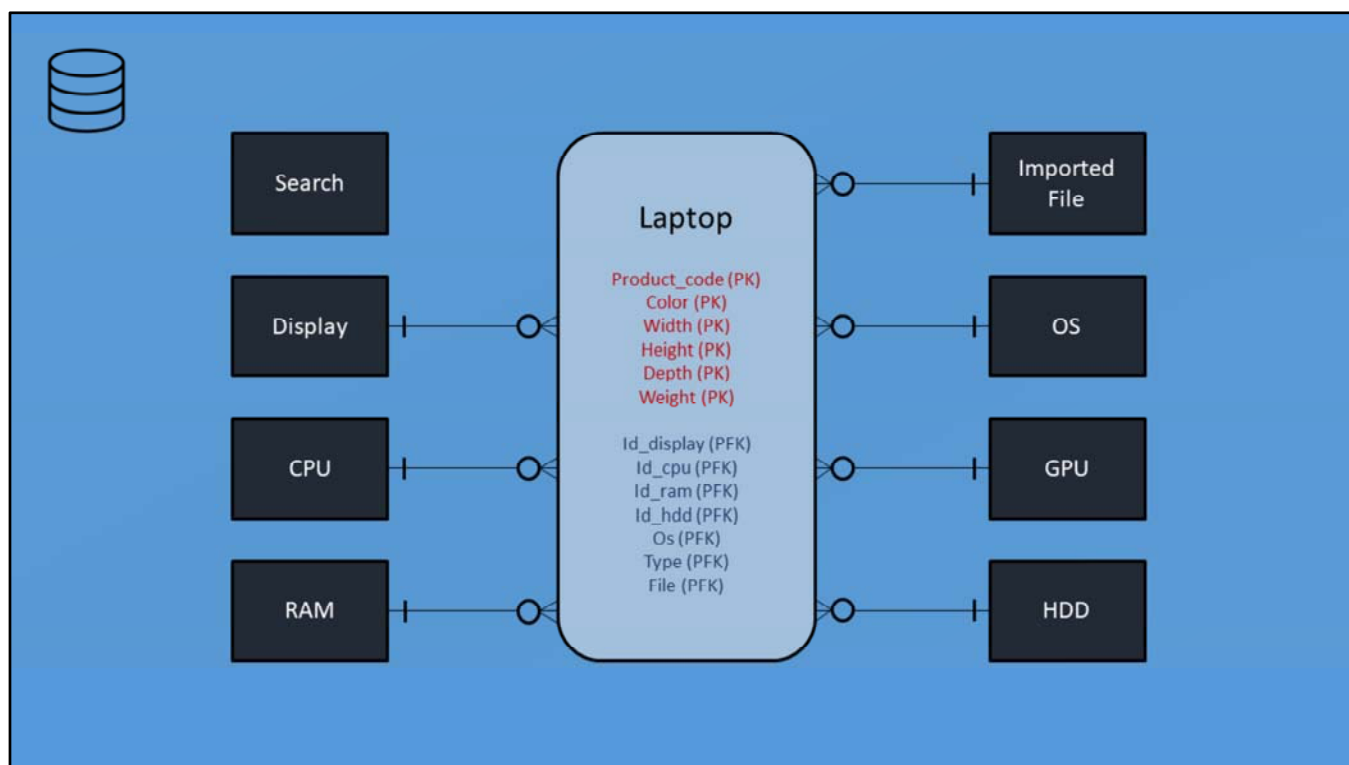 Search
Display
CPU
RAM
Laptop
Product_code (PK)
Color (PK)
Width (PK)
Height (PK)
Depth (PK)
Weight (PK)
Id_display (PFK)
Id_cpu (PFK)
Id_ram (PFK)
Id_hdd (PFK)
Os (PFK)
Type (PFK)
File (PFK)
Imported
File
OS
GPU
HDD